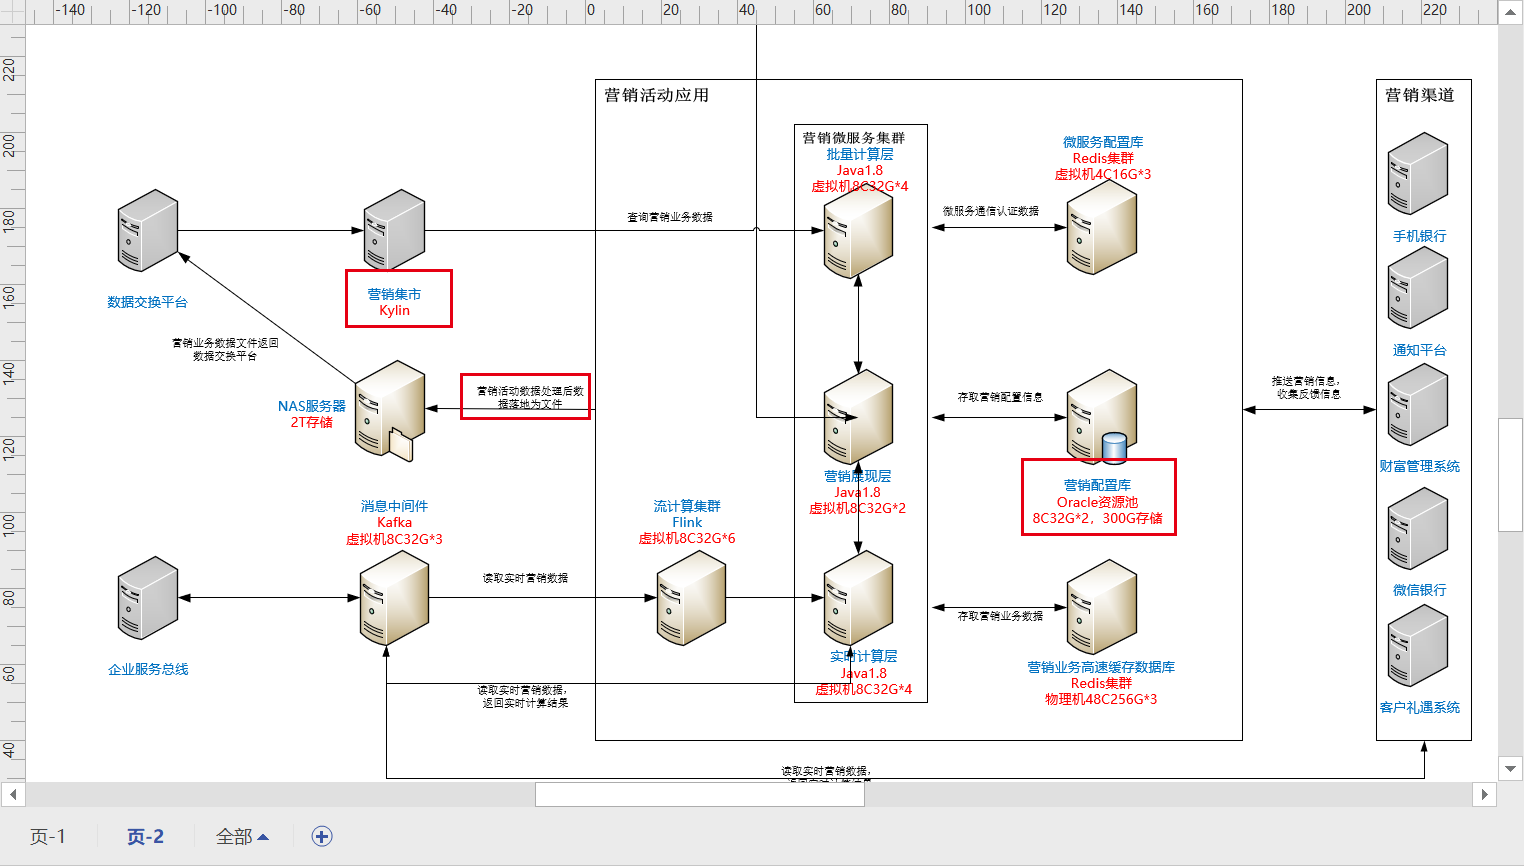 -140 -120 -100 -80 -60 -40 -20 0 20 40 60 80 100 120 140 160 180 200 220
220
200
180
160
140
120
100
80
60
40
营销活动应用
营销渠道
营销微服务集群
批量计算层
Java1.8
虚拟机8C32G*4
微服务配置库
Redis集群
虚拟机4C16G*3
查询营销业务数据
微服务通信认证数据
手机银行
数据交换平台
营销集市
Kylin
营销业务数据文件返回
数据交换平台
通知平台
NAS服务器
2T存储
营销活动数据处理后数
据落地为文件
存取营销配置信息
推送营销信息,
收集反馈信息
财富管理系统
营销展现层
Java1.8
虚拟机8C32G*2
营销配置库
Oracle资源池
8C32G*2, 300G存储
消息中间件
Kafka
虚拟机8C32G*3
流计算集群
Flink
虚拟机8C32G*6
读取实时营销数据
微信银行
存取营销业务数据
企业服务总线
实时计算层
Java1.8
虚拟机8C32G*4
营销业务高速缓存数据库
Redis集群
物理机48C256G*3
读取实时营销数据,
返回实时计算结果
客户礼遇系统
读取实时营销数据,
返回实时计算结果
页-1
页-2
全部